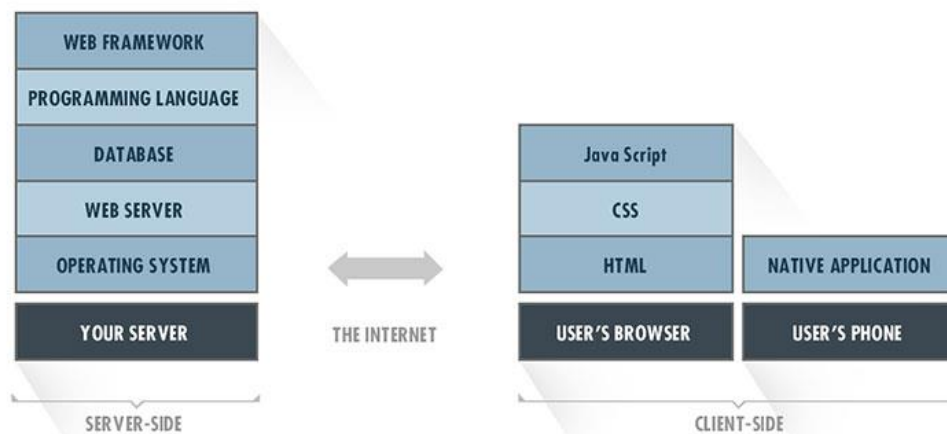 WEB FRAMEWORK
PROGRAMMING LANGUAGE
DATABASE
WEB SERVER
OPERATING SYSTEM
YOUR SERVER
SERVER-SIDE
THE INTERNET
Java Script
CSS
HTML
USER'S BROWSER
NATIVE APPLICATION
USER'S PHONE
CLIENT-SIDE